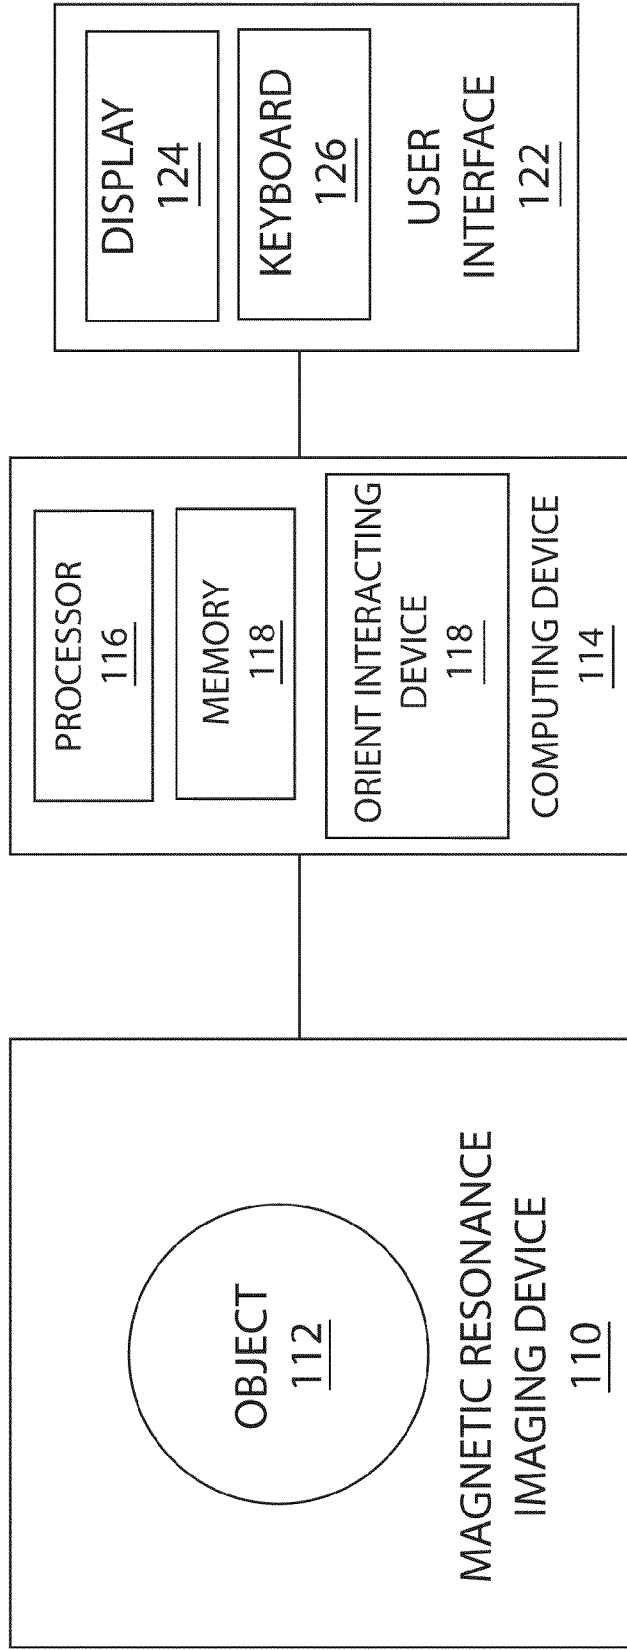 OBJECT
112
MAGNETIC RESONANCE
IMAGING DEVICE
110
PROCESSOR
116
MEMORY
118
ORIENT INTERACTING
DEVICE
118
COMPUTING DEVICE
114
DISPLAY
124
KEYBOARD
126
USER
INTERFACE
122